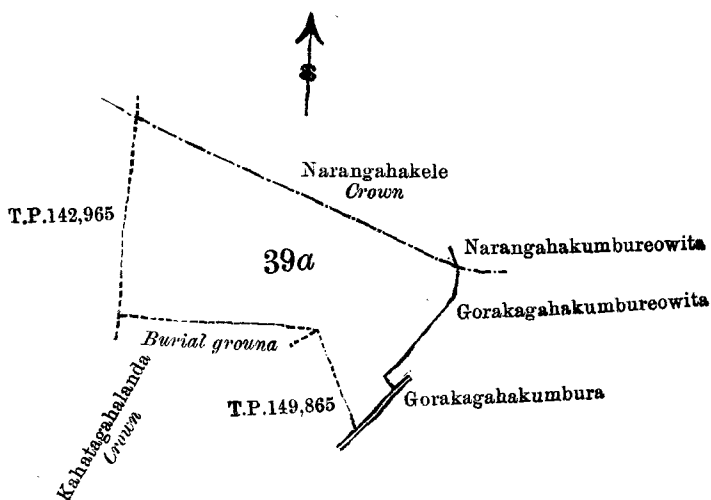 Narangahakele
Crown
T.P.142,965
39a
Narangahakumbureowita
Gorakagahakumbureowita
Burial grouna
T.P.149,865
Gorakagahakumbura
Kahatagahalanda
Crown